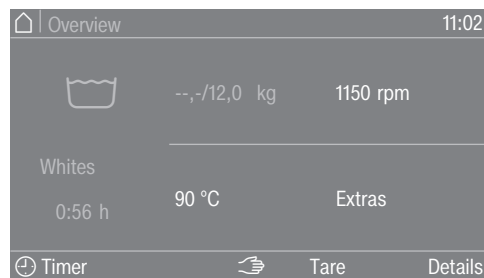 Overview 11:02
--,-/12,0 kg 1150 rpm
Whites
0:56 h
90 °C Extras
Timer Tare Details